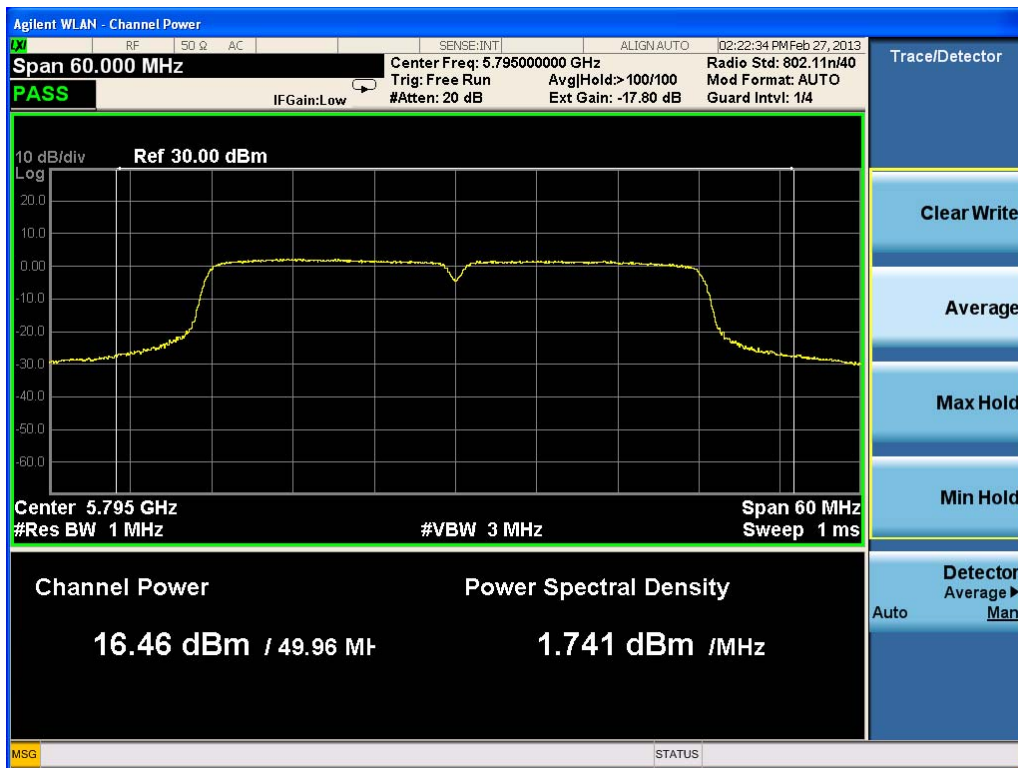 Agilent WLAN - Channel Power
LXI RF 50 Ω AC SENSE:INT ALIGN AUTO 02:22:34 PM Feb 27, 2013
Span 60.000 MHz
PASS
IFGain:Low
Center Freq: 5.795000000 GHz
Trig: Free Run Avg|Hold:>100/100
#Atten: 20 dB Ext Gain: -17.80 dB
Radio Std: 802.11n/40
Mod Format: AUTO
Guard Intvl: 1/4
10 dB/div Ref 30.00 dBm
Log
20.0
10.0
0.00
-10.0
-20.0
-30.0
-40.0
-50.0
-60.0
Center 5.795 GHz Span 60 MHz
#Res BW 1 MHz #VBW 3 MHz Sweep 1 ms
Channel Power Power Spectral Density
16.46 dBm / 49.96 MH 1.741 dBm /MHz
Trace/Detector
Clear Write
Average
Max Hold
Min Hold
Detector
Average▶
Auto Man
MSG STATUS